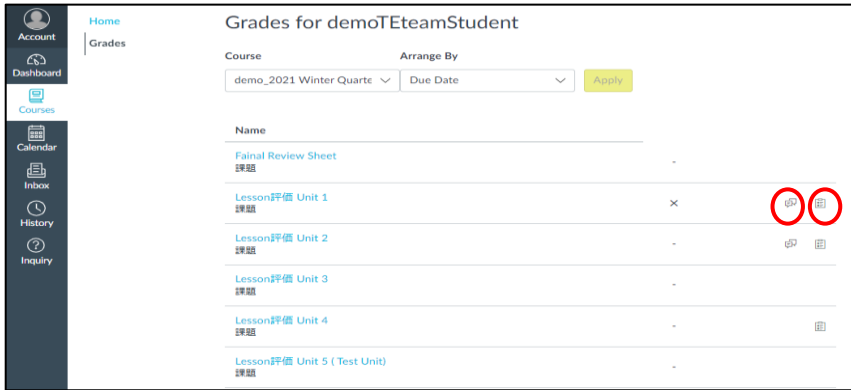 Account
Dashboard
Courses
Calendar
Inbox
History
Inquiry
Home
Grades
Grades for demoTEteamStudent
Course
Arrange By
demo_2021 Winter Quarte
Due Date
Apply
Name
Fainal Review Sheet
課題
-
Lesson評価 Unit 1
課題
×
Lesson評価 Unit 2
課題
-
Lesson評価 Unit 3
課題
-
Lesson評価 Unit 4
課題
-
Lesson評価 Unit 5 ( Test Unit)
課題
-